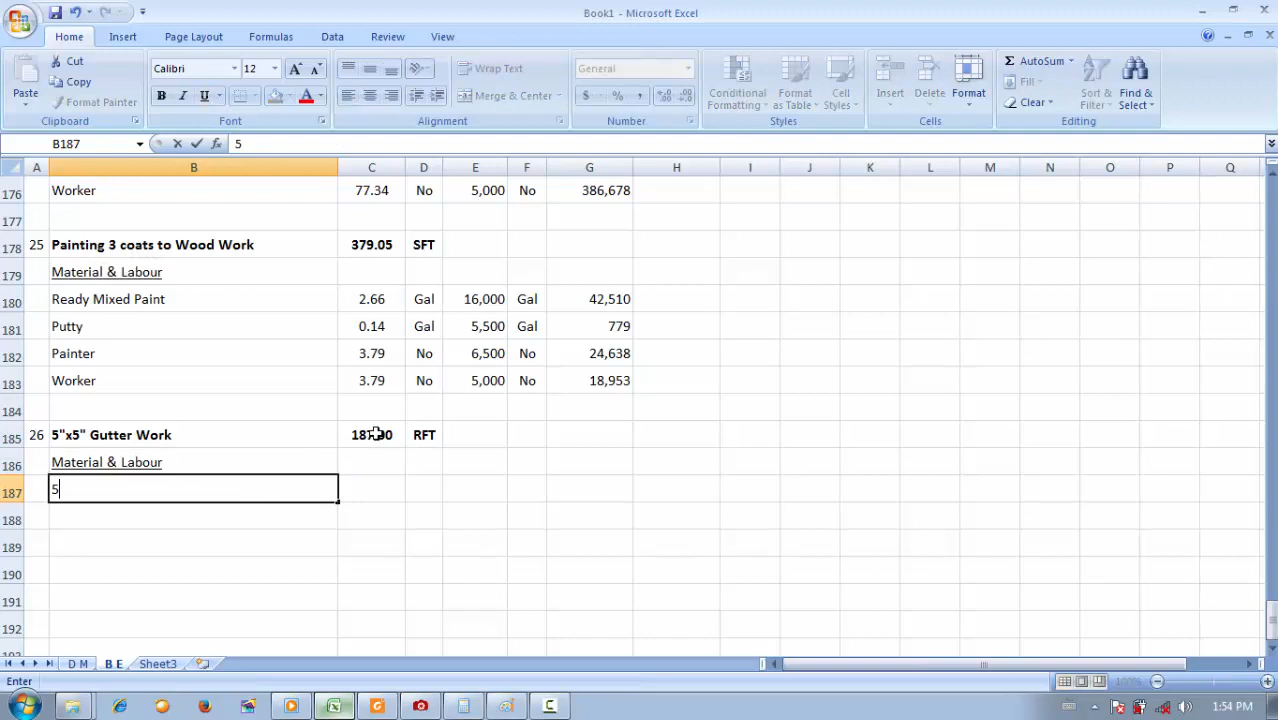 Book1 - Microsoft Excel
Home Insert Page Layout Formulas Data Review View
Paste Cut Copy Format Painter
Calibri 12 A A
B I U A
Wrap Text
Merge & Center
General
$ % ,
Conditional Formatting Format as Table Cell Styles
Insert Delete Format
Σ AutoSum Fill Clear
Sort & Filter Find & Select
Clipboard Font Alignment Number Styles Cells Editing
B187 fx 5
A B C D E F G H I J K L M N O P Q
176 Worker 77.34 No 5,000 No 386,678
177
178 25 Painting 3 coats to Wood Work 379.05 SFT
179 Material & Labour
180 Ready Mixed Paint 2.66 Gal 16,000 Gal 42,510
181 Putty 0.14 Gal 5,500 Gal 779
182 Painter 3.79 No 6,500 No 24,638
183 Worker 3.79 No 5,000 No 18,953
184
185 26 5"x5" Gutter Work RFT
186 Material & Labour
187 5
188
189
190
191
192
D M B E Sheet3
Enter 100%
1:54 PM